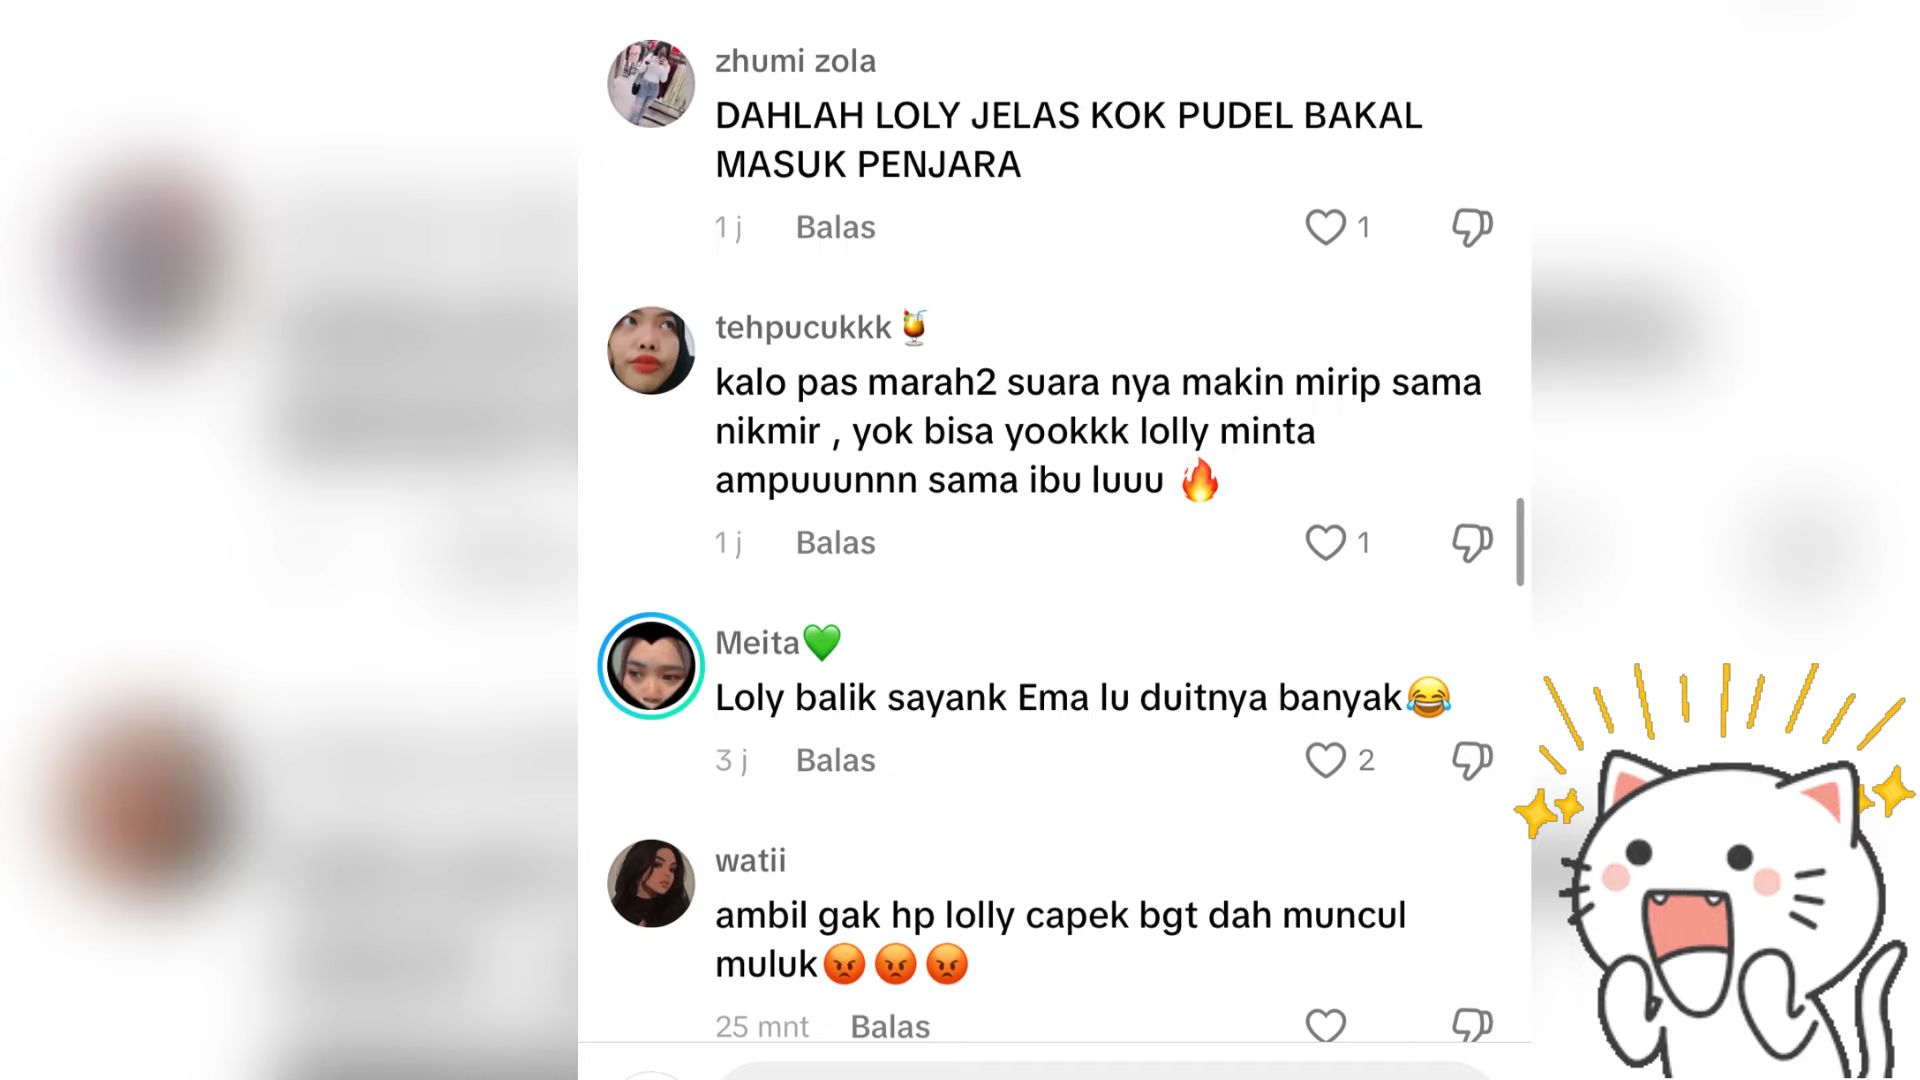 zhumi zola
DAHLAH LOLY JELAS KOK PUDEL BAKAL
MASUK PENJARA
1 j Balas 1
tehpucukkk🍹
kalo pas marah2 suara nya makin mirip sama
nikmir , yok bisa yookkk lolly minta
ampuuunnn sama ibu luuu 🔥
1 j Balas 1
Meita💚
Loly balik sayank Ema lu duitnya banyak😂
3 j Balas 2
watii
ambil gak hp lolly capek bgt dah muncul
muluk😡😡😡
25 mnt Balas